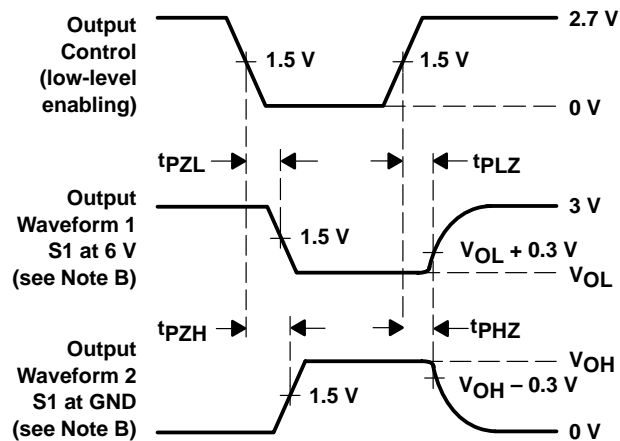 Output
Control
(low-level
enabling)
2.7 V
1.5 V
1.5 V
0 V
tPZL
tPLZ
Output
Waveform 1
S1 at 6 V
(see Note B)
3 V
1.5 V
VOL + 0.3 V
VOL
tPZH
tPHZ
Output
Waveform 2
S1 at GND
(see Note B)
VOH
VOH – 0.3 V
1.5 V
0 V